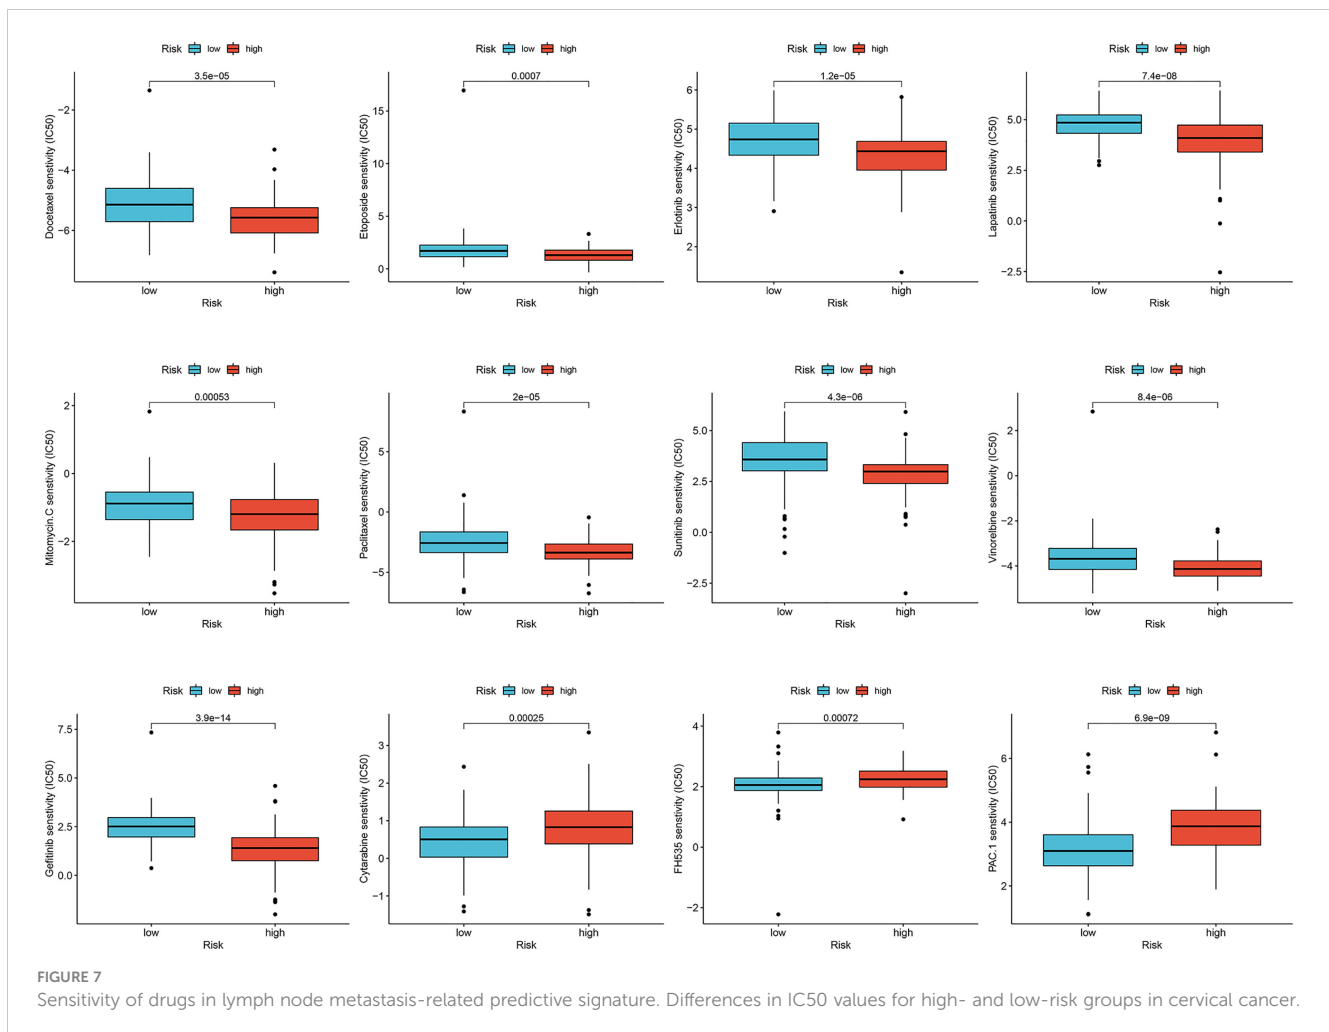 Risk low high
3.5e−05
Docetaxel senstivity (IC50)
−2
−4
−6
low high
Risk
Risk low high
0.0007
Etoposide senstivity (IC50)
15
10
5
0
low high
Risk
Risk low high
1.2e−05
Erlotinib senstivity (IC50)
6
5
4
3
2
low high
Risk
Risk low high
7.4e−08
Lapatinib senstivity (IC50)
5.0
2.5
0.0
−2.5
low high
Risk
Risk low high
0.00053
Mitomycin.C senstivity (IC50)
2
0
−2
low high
Risk
Risk low high
2e−05
Paclitaxel senstivity (IC50)
5
0
−5
low high
Risk
Risk low high
4.3e−06
Sunitinib senstivity (IC50)
5.0
2.5
0.0
−2.5
low high
Risk
Risk low high
8.4e−06
Vinorelbine senstivity (IC50)
2
0
−2
−4
low high
Risk
Risk low high
3.9e−14
Gefitinib senstivity (IC50)
7.5
5.0
2.5
0.0
low high
Risk
Risk low high
0.00025
Cytarabine senstivity (IC50)
3
2
1
0
−1
low high
Risk
Risk low high
0.00072
FH535 senstivity (IC50)
4
2
0
−2
low high
Risk
Risk low high
6.9e−09
PAC.1 senstivity (IC50)
6
4
2
low high
Risk
FIGURE 7
Sensitivity of drugs in lymph node metastasis-related predictive signature. Differences in IC50 values for high- and low-risk groups in cervical cancer.